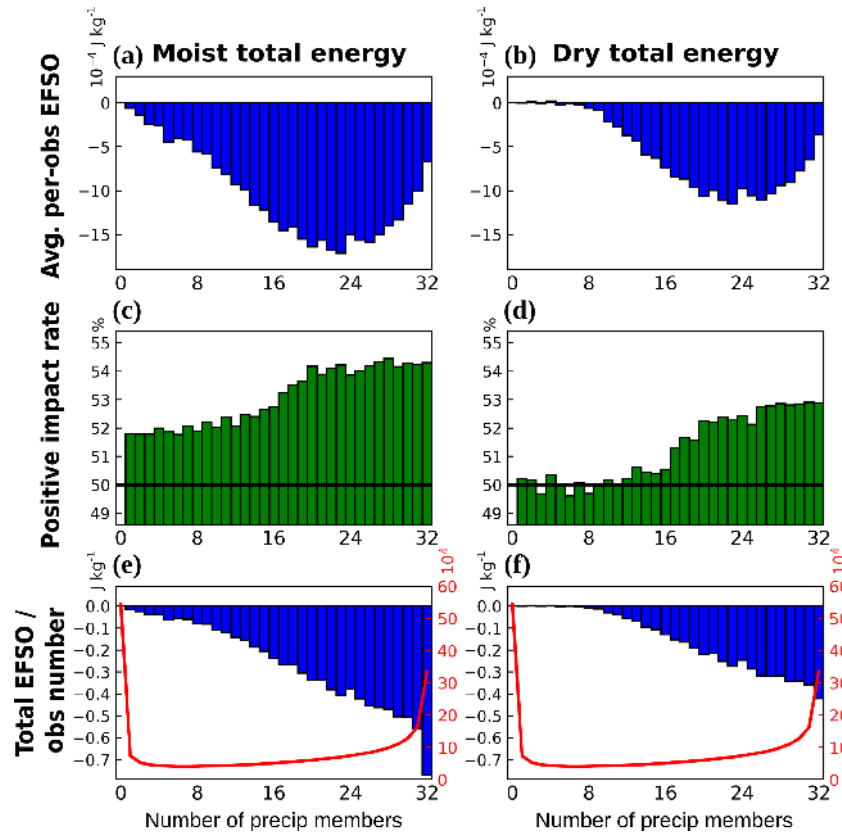 (a) Moist total energy
(b) Dry total energy
10⁻⁴ J kg⁻¹
10⁻⁴ J kg⁻¹
Avg. per-obs EFSO
0
−5
−10
−15
0
−5
−10
−15
0 8 16 24 32
0 8 16 24 32
(c)
(d)
%
%
Positive impact rate
55
54
53
52
51
50
49
55
54
53
52
51
50
49
0 8 16 24 32
0 8 16 24 32
(e)
(f)
J kg⁻¹
J kg⁻¹
Total EFSO /
obs number
0.0
−0.1
−0.2
−0.3
−0.4
−0.5
−0.6
−0.7
10⁴
60
50
40
30
20
10
0
0.0
−0.1
−0.2
−0.3
−0.4
−0.5
−0.6
−0.7
10⁴
60
50
40
30
20
10
0
0 8 16 24 32
0 8 16 24 32
Number of precip members
Number of precip members